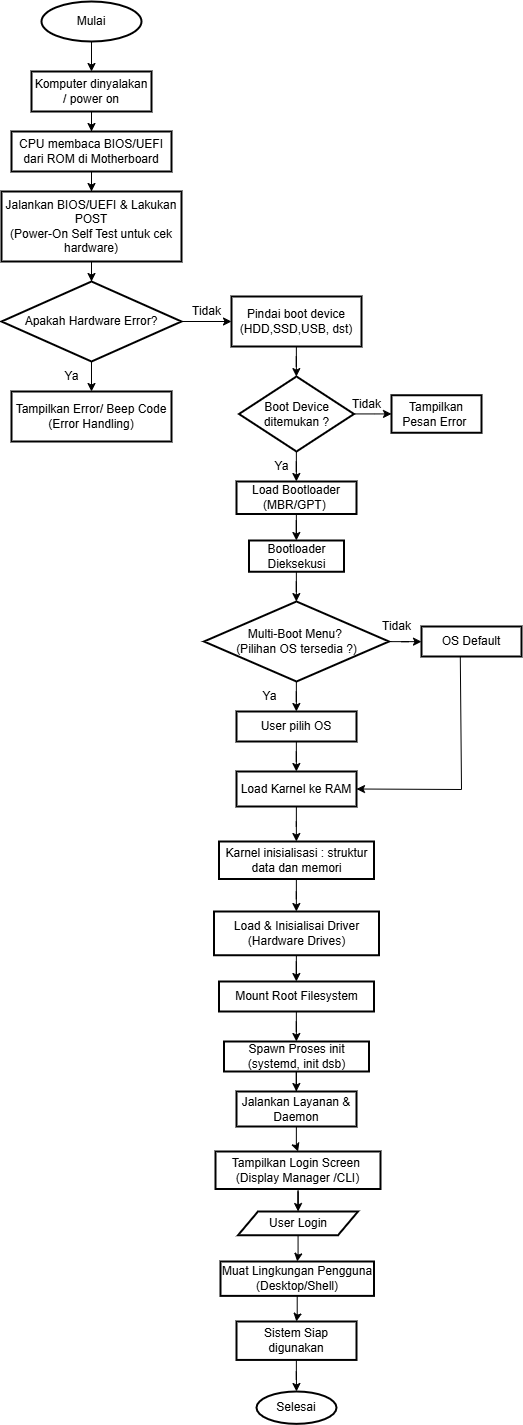 Mulai
Komputer dinyalakan
/ power on
CPU membaca BIOS/UEFI
dari ROM di Motherboard
Jalankan BIOS/UEFI & Lakukan
POST
(Power-On Self Test untuk cek
hardware)
Apakah Hardware Error?
Tidak
Ya
Tampilkan Error/ Beep Code
(Error Handling)
Pindai boot device
(HDD,SSD,USB, dst)
Boot Device
ditemukan ?
Tidak
Tampilkan
Pesan Error
Ya
Load Bootloader
(MBR/GPT)
Bootloader
Dieksekusi
Multi-Boot Menu?
(Pilihan OS tersedia ?)
Tidak
OS Default
Ya
User pilih OS
Load Karnel ke RAM
Karnel inisialisasi : struktur
data dan memori
Load & Inisialisai Driver
(Hardware Drives)
Mount Root Filesystem
Spawn Proses init
(systemd, init dsb)
Jalankan Layanan &
Daemon
Tampilkan Login Screen
(Display Manager /CLI)
User Login
Muat Lingkungan Pengguna
(Desktop/Shell)
Sistem Siap
digunakan
Selesai